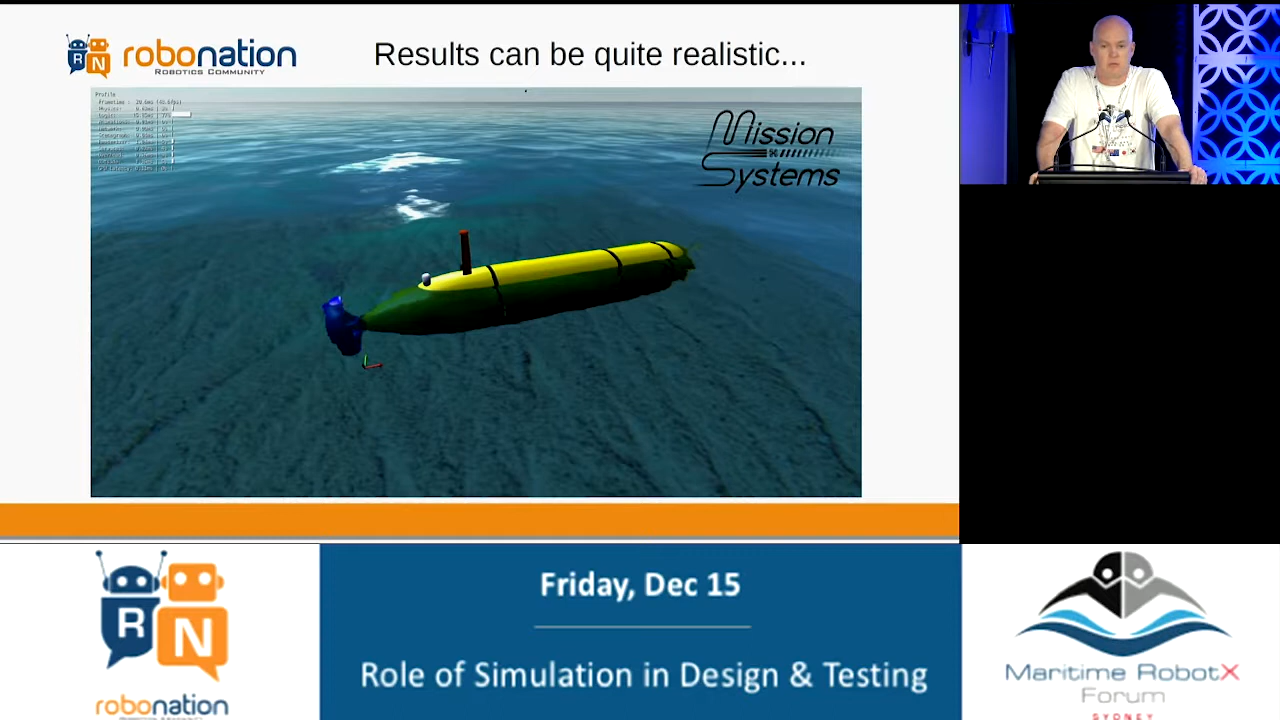 R N robonation
ROBOTICS COMMUNITY
Results can be quite realistic...
Profile
Mission
Systems
R N
robonation
Friday, Dec 15
Role of Simulation in Design & Testing
Maritime RobotX
Forum
SYDNEY